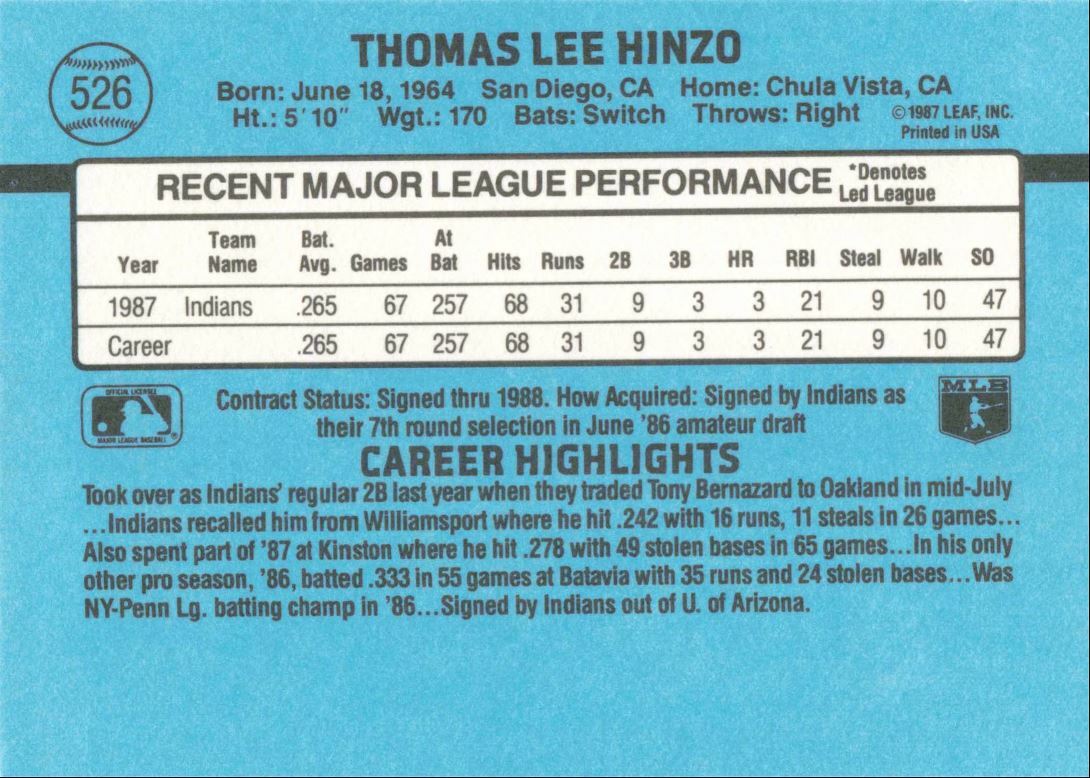 THOMAS LEE HINZO
526
Born: June 18, 1964 San Diego, CA Home: Chula Vista, CA
Ht.: 5'10" Wgt.: 170 Bats: Switch Throws: Right
©1987 LEAF, INC.
Printed in USA
RECENT MAJOR LEAGUE PERFORMANCE *Denotes
Led League
Team Bat. At
Year Name Avg. Games Bat Hits Runs 2B 3B HR RBI Steal Walk SO
1987 Indians .265 67 257 68 31 9 3 3 21 9 10 47
Career .265 67 257 68 31 9 3 3 21 9 10 47
OFFICIAL LICENSEE
MAJOR LEAGUE BASEBALL ®
Contract Status: Signed thru 1988. How Acquired: Signed by Indians as
their 7th round selection in June '86 amateur draft
MLB
CAREER HIGHLIGHTS
Took over as Indians' regular 2B last year when they traded Tony Bernazard to Oakland in mid-July
...Indians recalled him from Williamsport where he hit .242 with 16 runs, 11 steals in 26 games...
Also spent part of '87 at Kinston where he hit .278 with 49 stolen bases in 65 games...In his only
other pro season, '86, batted .333 in 55 games at Batavia with 35 runs and 24 stolen bases...Was
NY-Penn Lg. batting champ in '86...Signed by Indians out of U. of Arizona.